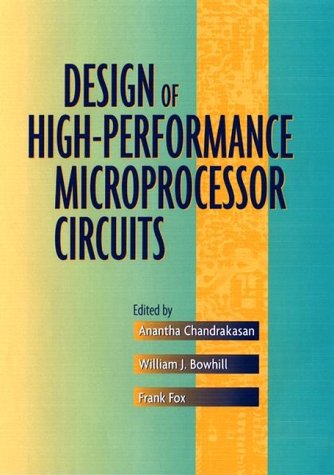 DESIGN OF
HIGH-PERFORMANCE
MICROPROCESSOR
CIRCUITS
Edited by
Anantha Chandrakasan
William J. Bowhill
Frank Fox